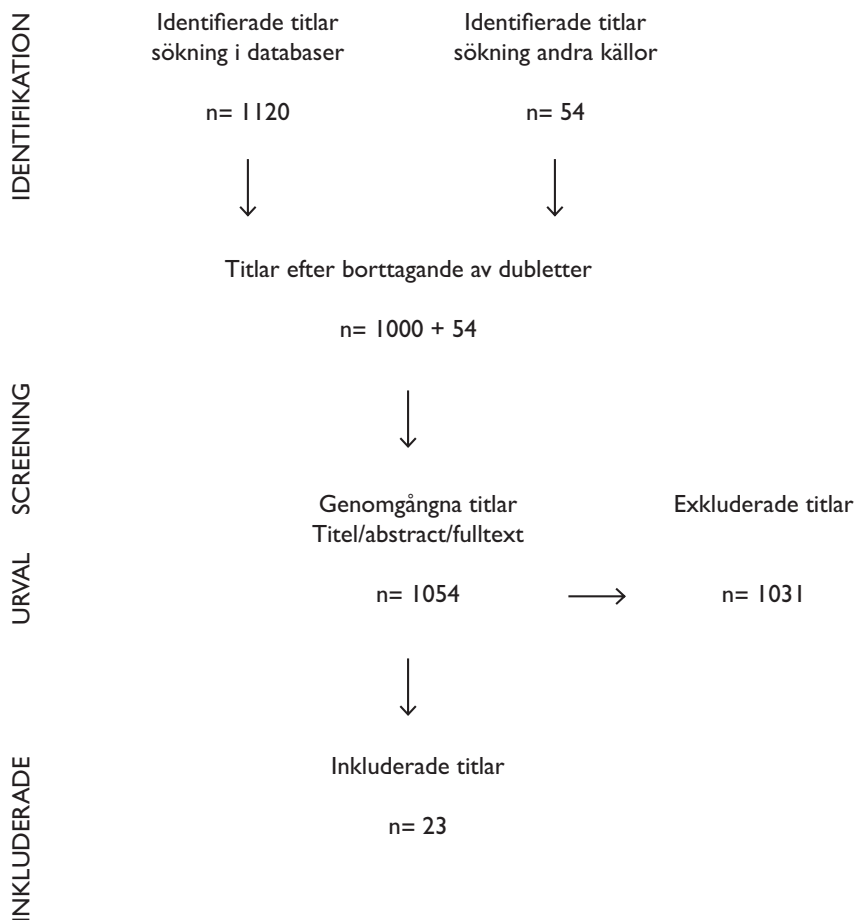 IDENTIFIKATION
Identifierade titlar
sökning i databaser
n= 1120
Identifierade titlar
sökning andra källor
n= 54
Titlar efter borttagande av dubletter
n= 1000 + 54
SCREENING
Genomgångna titlar
Titel/abstract/fulltext
n= 1054
Exkluderade titlar
n= 1031
URVAL
Inkluderade titlar
n= 23
INKLUDERADE